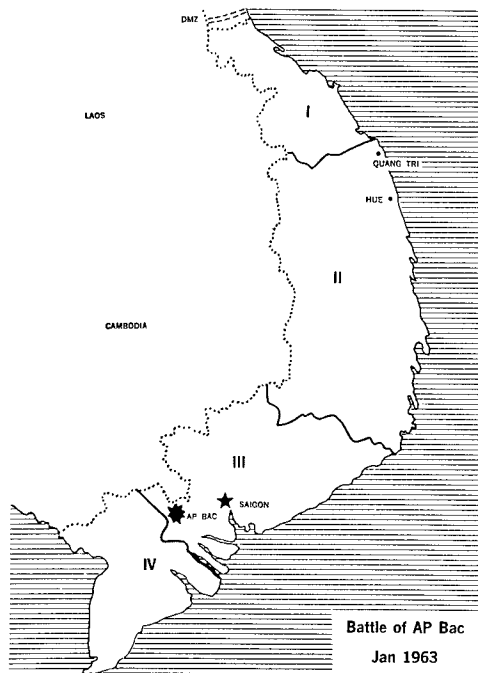 DMZ
LAOS
I
QUANG TRI
HUE
II
CAMBODIA
III
SAIGON
AP BAC
IV
Battle of AP Bac
Jan 1963